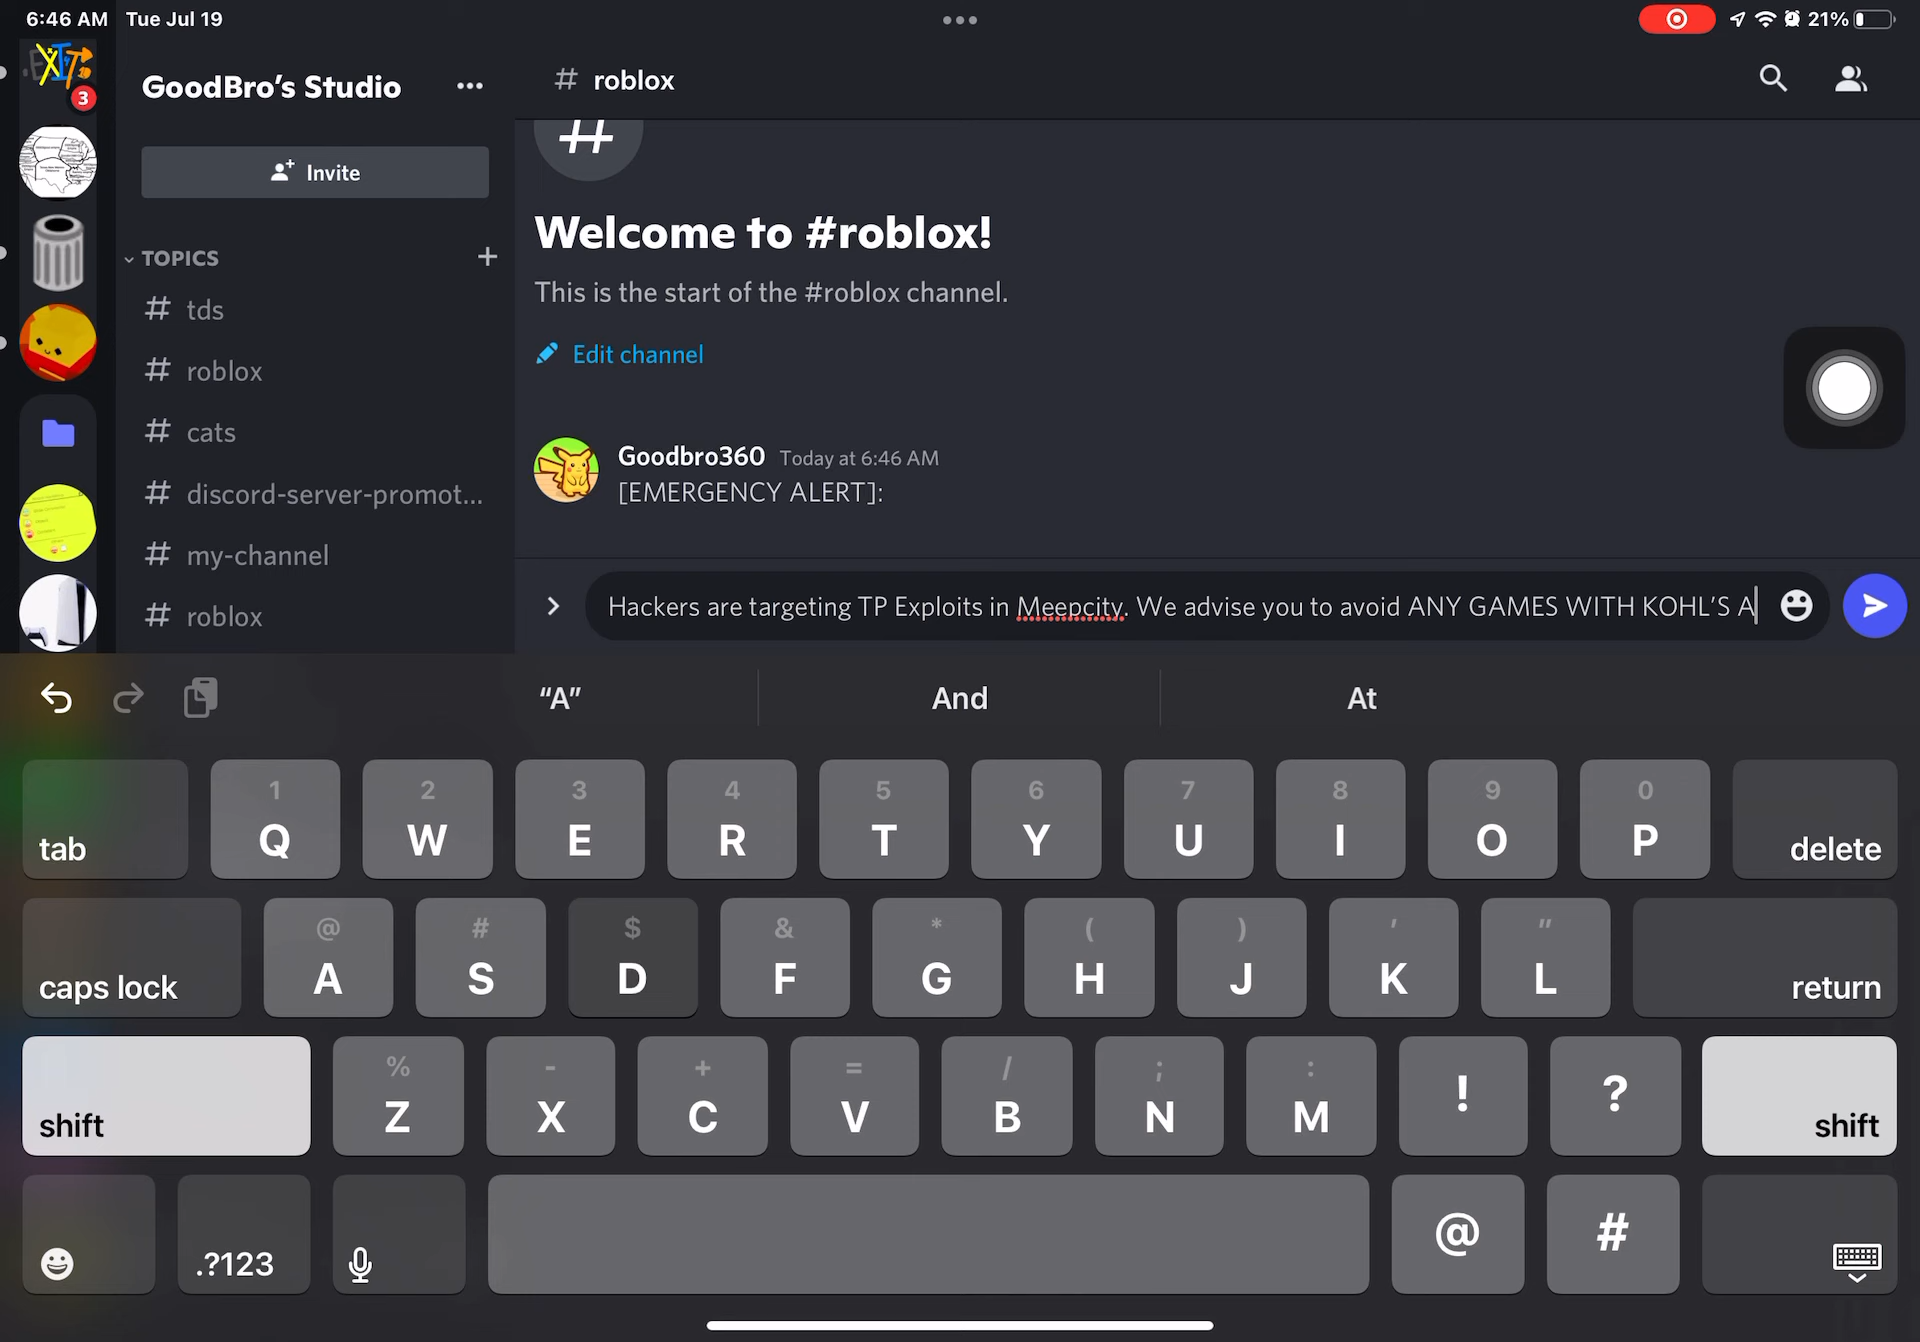 6:46 AM Tue Jul 19
21%
3
GoodBro's Studio
Invite
TOPICS
tds
roblox
cats
discord-server-promot...
my-channel
roblox
# roblox
Welcome to #roblox!
This is the start of the #roblox channel.
Edit channel
Goodbro360 Today at 6:46 AM
[EMERGENCY ALERT]:
Hackers are targeting TP Exploits in Meepcity. We advise you to avoid ANY GAMES WITH KOHL'S A
“A” And At
tab 1 Q 2 W 3 E 4 R 5 T 6 Y 7 U 8 I 9 O 0 P delete
caps lock @ A # S $ D & F * G ( H ) J ' K " L return
shift % Z - X + C = V / B ; N : M ! ? shift
.?123 @ #